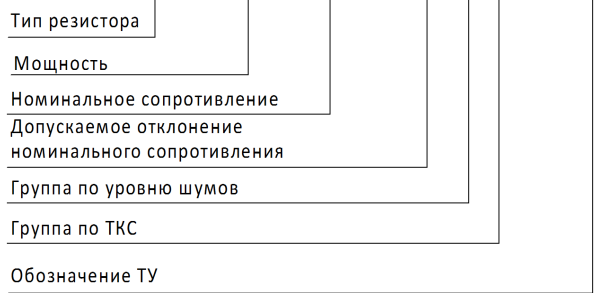 Тип резистора
Мощность
Номинальное сопротивление
Допускаемое отклонение
номинального сопротивления
Группа по уровню шумов
Группа по ТКС
Обозначение ТУ